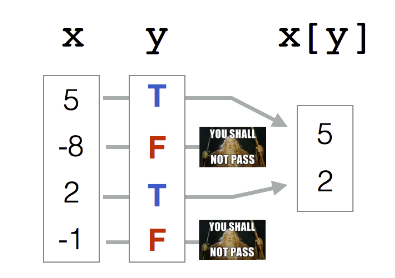 x y x[y]
5 T
-8 F YOU SHALL
NOT PASS
5
2
2 T
-1 F YOU SHALL
NOT PASS